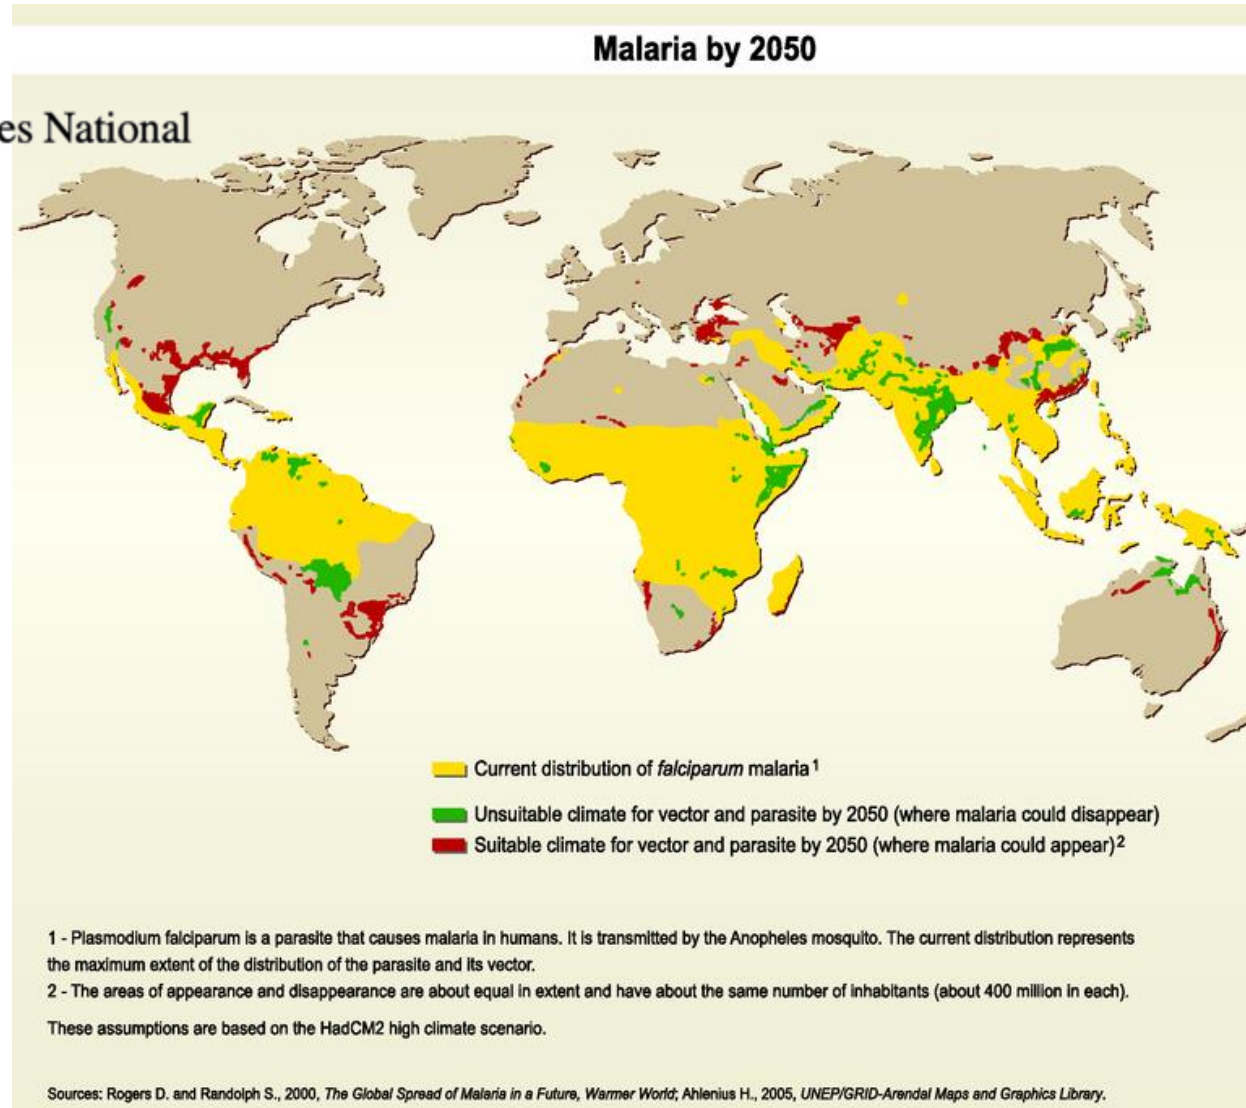 Malaria by 2050
es National
Current distribution of falciparum malaria 1
Unsuitable climate for vector and parasite by 2050 (where malaria could disappear)
Suitable climate for vector and parasite by 2050 (where malaria could appear) 2
1 - Plasmodium falciparum is a parasite that causes malaria in humans. It is transmitted by the Anopheles mosquito. The current distribution represents
the maximum extent of the distribution of the parasite and its vector.
2 - The areas of appearance and disappearance are about equal in extent and have about the same number of inhabitants (about 400 million in each).
These assumptions are based on the HadCM2 high climate scenario.
Sources: Rogers D. and Randolph S., 2000, The Global Spread of Malaria in a Future, Warmer World; Ahlenius H., 2005, UNEP/GRID-Arendal Maps and Graphics Library.